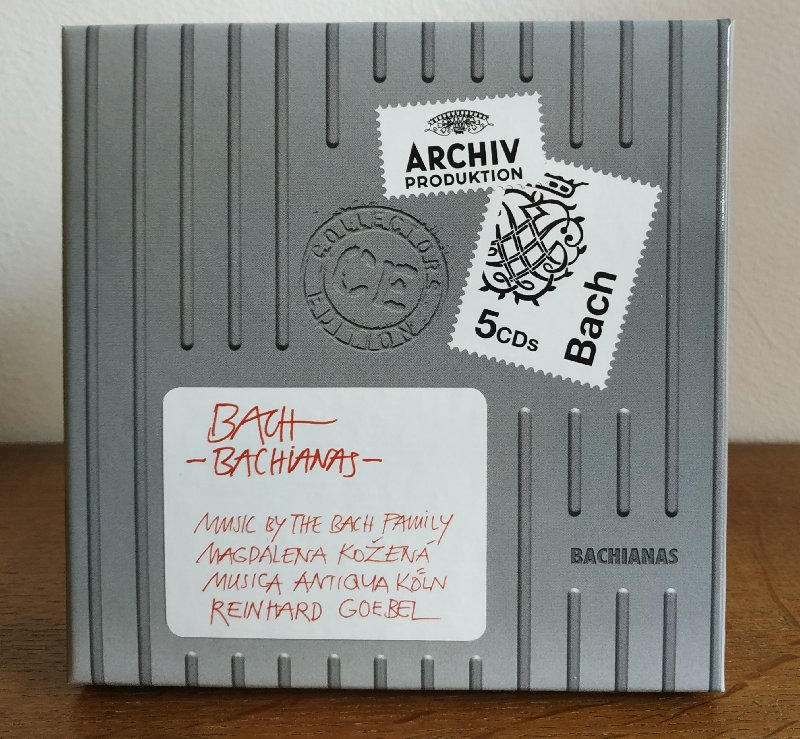 ARCHIV
PRODUKTION
COLLECTORS
CE
EDITION
5CDs
Bach
BACH
-BACHIANAS-
MUSIC BY THE BACH FAMILY
MAGDALENA KOŽENÁ
MUSICA ANTIQUA KÖLN
REINHARD GOEBEL
BACHIANAS